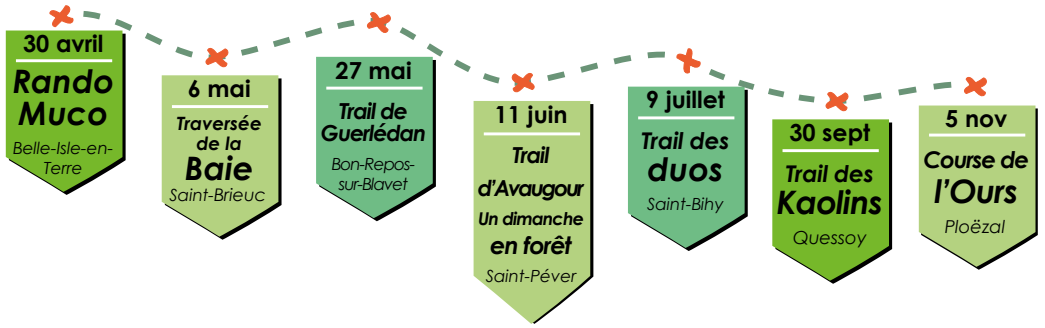 30 avril
Rando
Muco
Belle-Isle-en-
Terre
6 mai
Traversée
de la
Baie
Saint-Brieuc
27 mai
Trail de
Guerlédan
Bon-Repos-
sur-Blavet
11 juin
Trail
d'Avaugour
Un dimanche
en forêt
Saint-Péver
9 juillet
Trail des
duos
Saint-Bihy
30 sept
Trail des
Kaolins
Quessoy
5 nov
Course de
l'Ours
Ploëzal